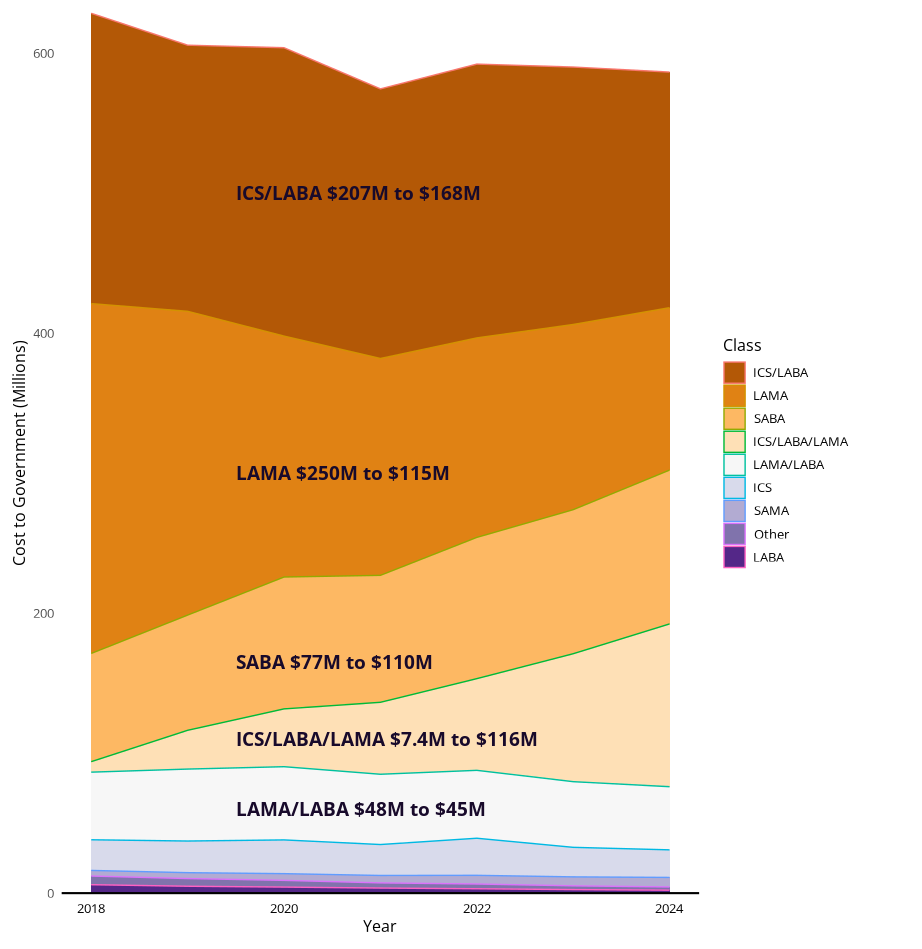 600
400
200
0
Cost to Government (Millions)
ICS/LABA $207M to $168M
LAMA $250M to $115M
SABA $77M to $110M
ICS/LABA/LAMA $7.4M to $116M
LAMA/LABA $48M to $45M
2018 2020 2022 2024
Year
Class
ICS/LABA
LAMA
SABA
ICS/LABA/LAMA
LAMA/LABA
ICS
SAMA
Other
LABA